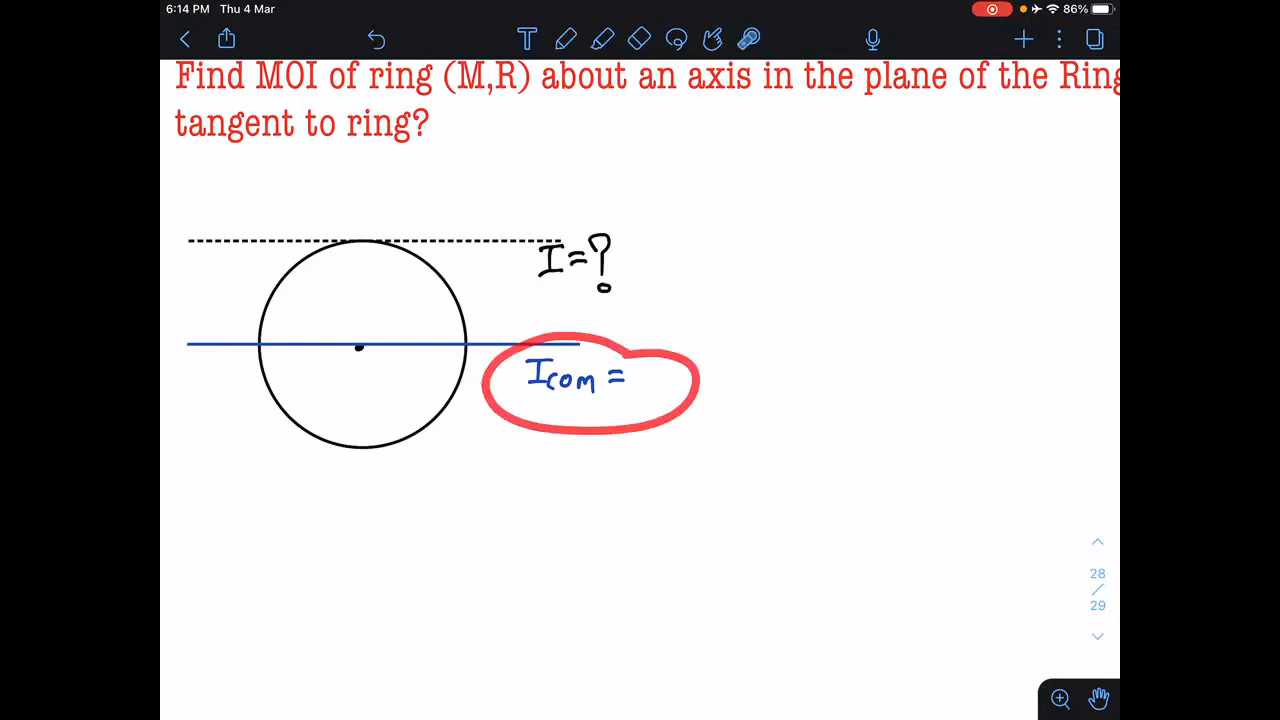 6:14 PM Thu 4 Mar
86%
T
Find MOI of ring (M,R) about an axis in the plane of the Ring
tangent to ring?
I=?
Icom =
28
/
29